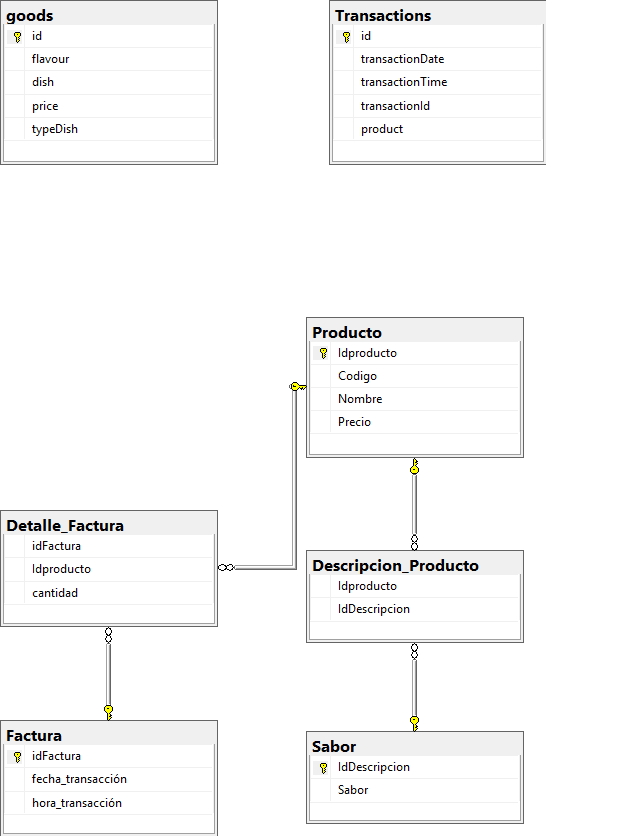 goods
id
flavour
dish
price
typeDish
Transactions
id
transactionDate
transactionTime
transactionId
product
Producto
Idproducto
Codigo
Nombre
Precio
Detalle_Factura
idFactura
Idproducto
cantidad
Descripcion_Producto
Idproducto
IdDescripcion
Factura
idFactura
fecha_transacción
hora_transacción
Sabor
IdDescripcion
Sabor